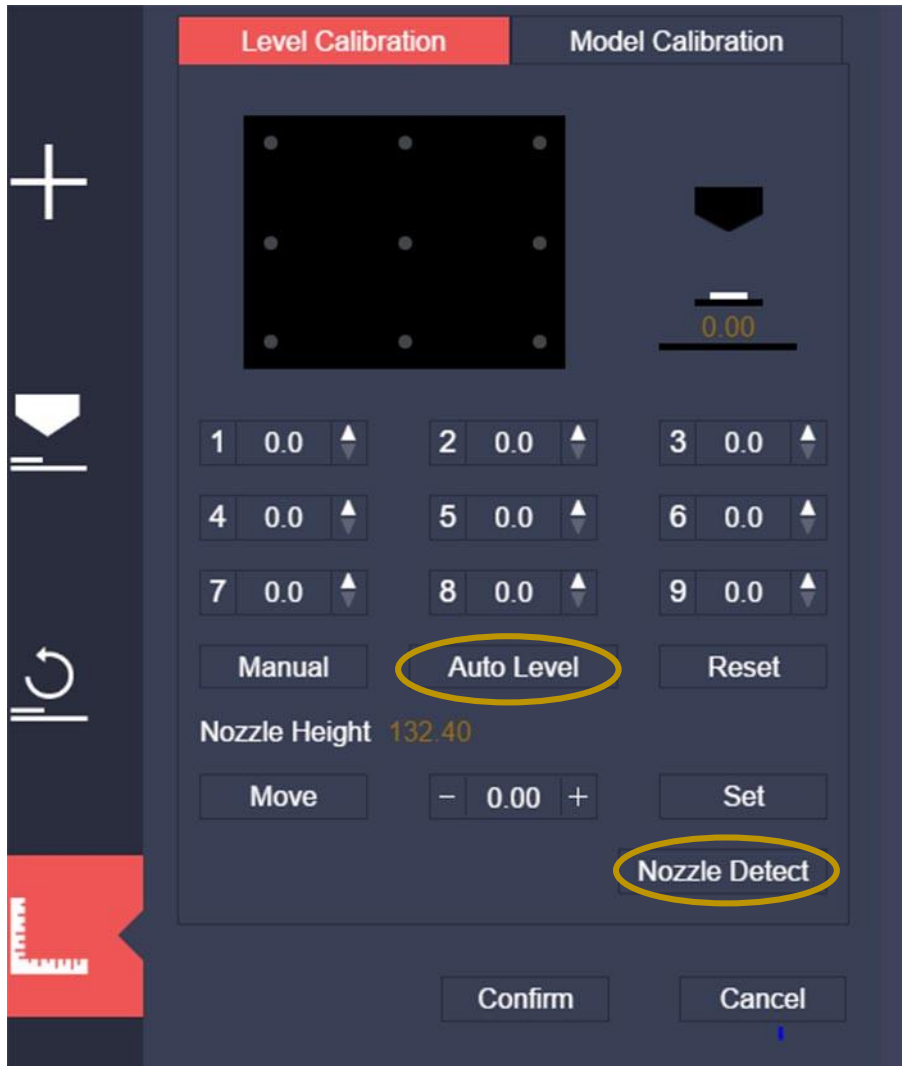 Level Calibration Model Calibration
0.00
1 0.0 2 0.0 3 0.0
4 0.0 5 0.0 6 0.0
7 0.0 8 0.0 9 0.0
Manual Auto Level Reset
Nozzle Height 132.40
Move − 0.00 + Set
Nozzle Detect
Confirm Cancel